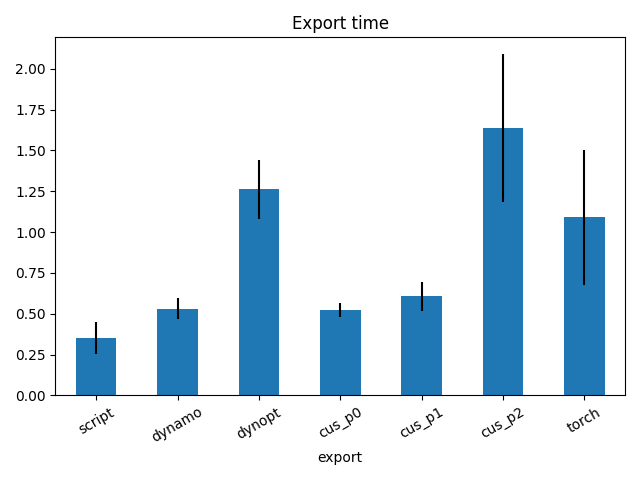 Export time
2.00
1.75
1.50
1.25
1.00
0.75
0.50
0.25
0.00
script
dynamo
dynopt
cus_p0
cus_p1
cus_p2
torch
export